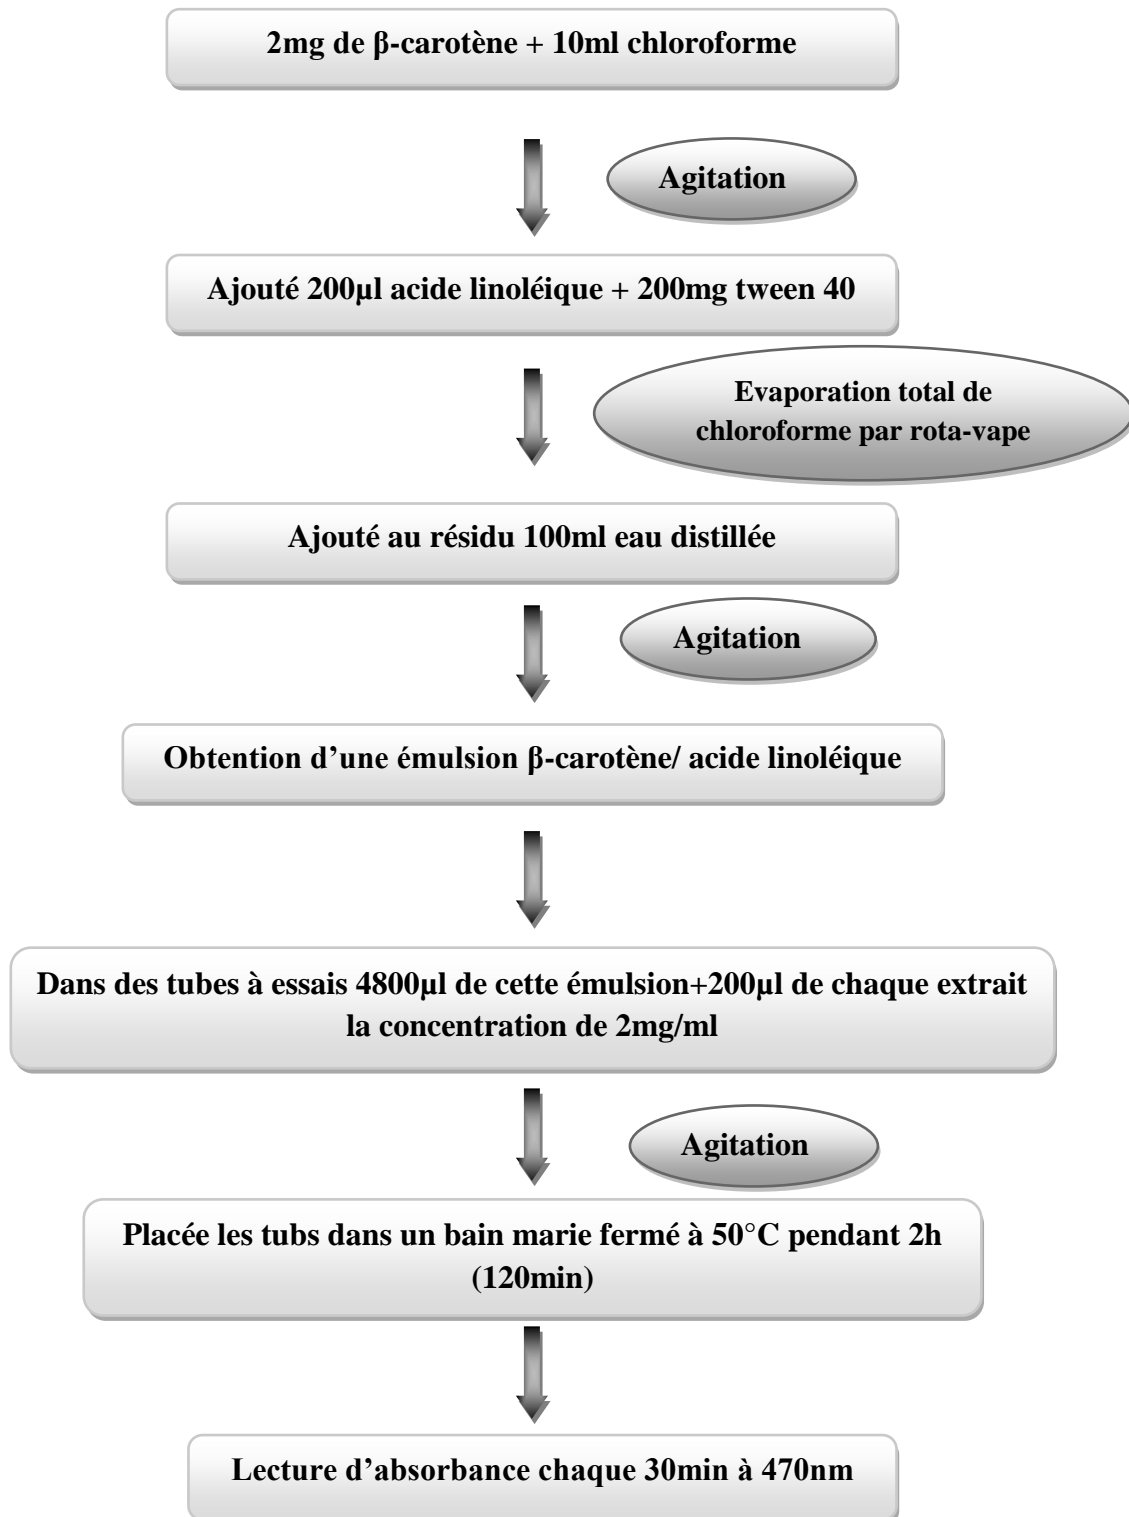 2mg de β-carotène + 10ml chloroforme
Agitation
Ajouté 200µl acide linoléique + 200mg tween 40
Evaporation total de
chloroforme par rota-vape
Ajouté au résidu 100ml eau distillée
Agitation
Obtention d’une émulsion β-carotène/ acide linoléique
Dans des tubes à essais 4800µl de cette émulsion+200µl de chaque extrait
la concentration de 2mg/ml
Agitation
Placée les tubs dans un bain marie fermé à 50°C pendant 2h
(120min)
Lecture d’absorbance chaque 30min à 470nm